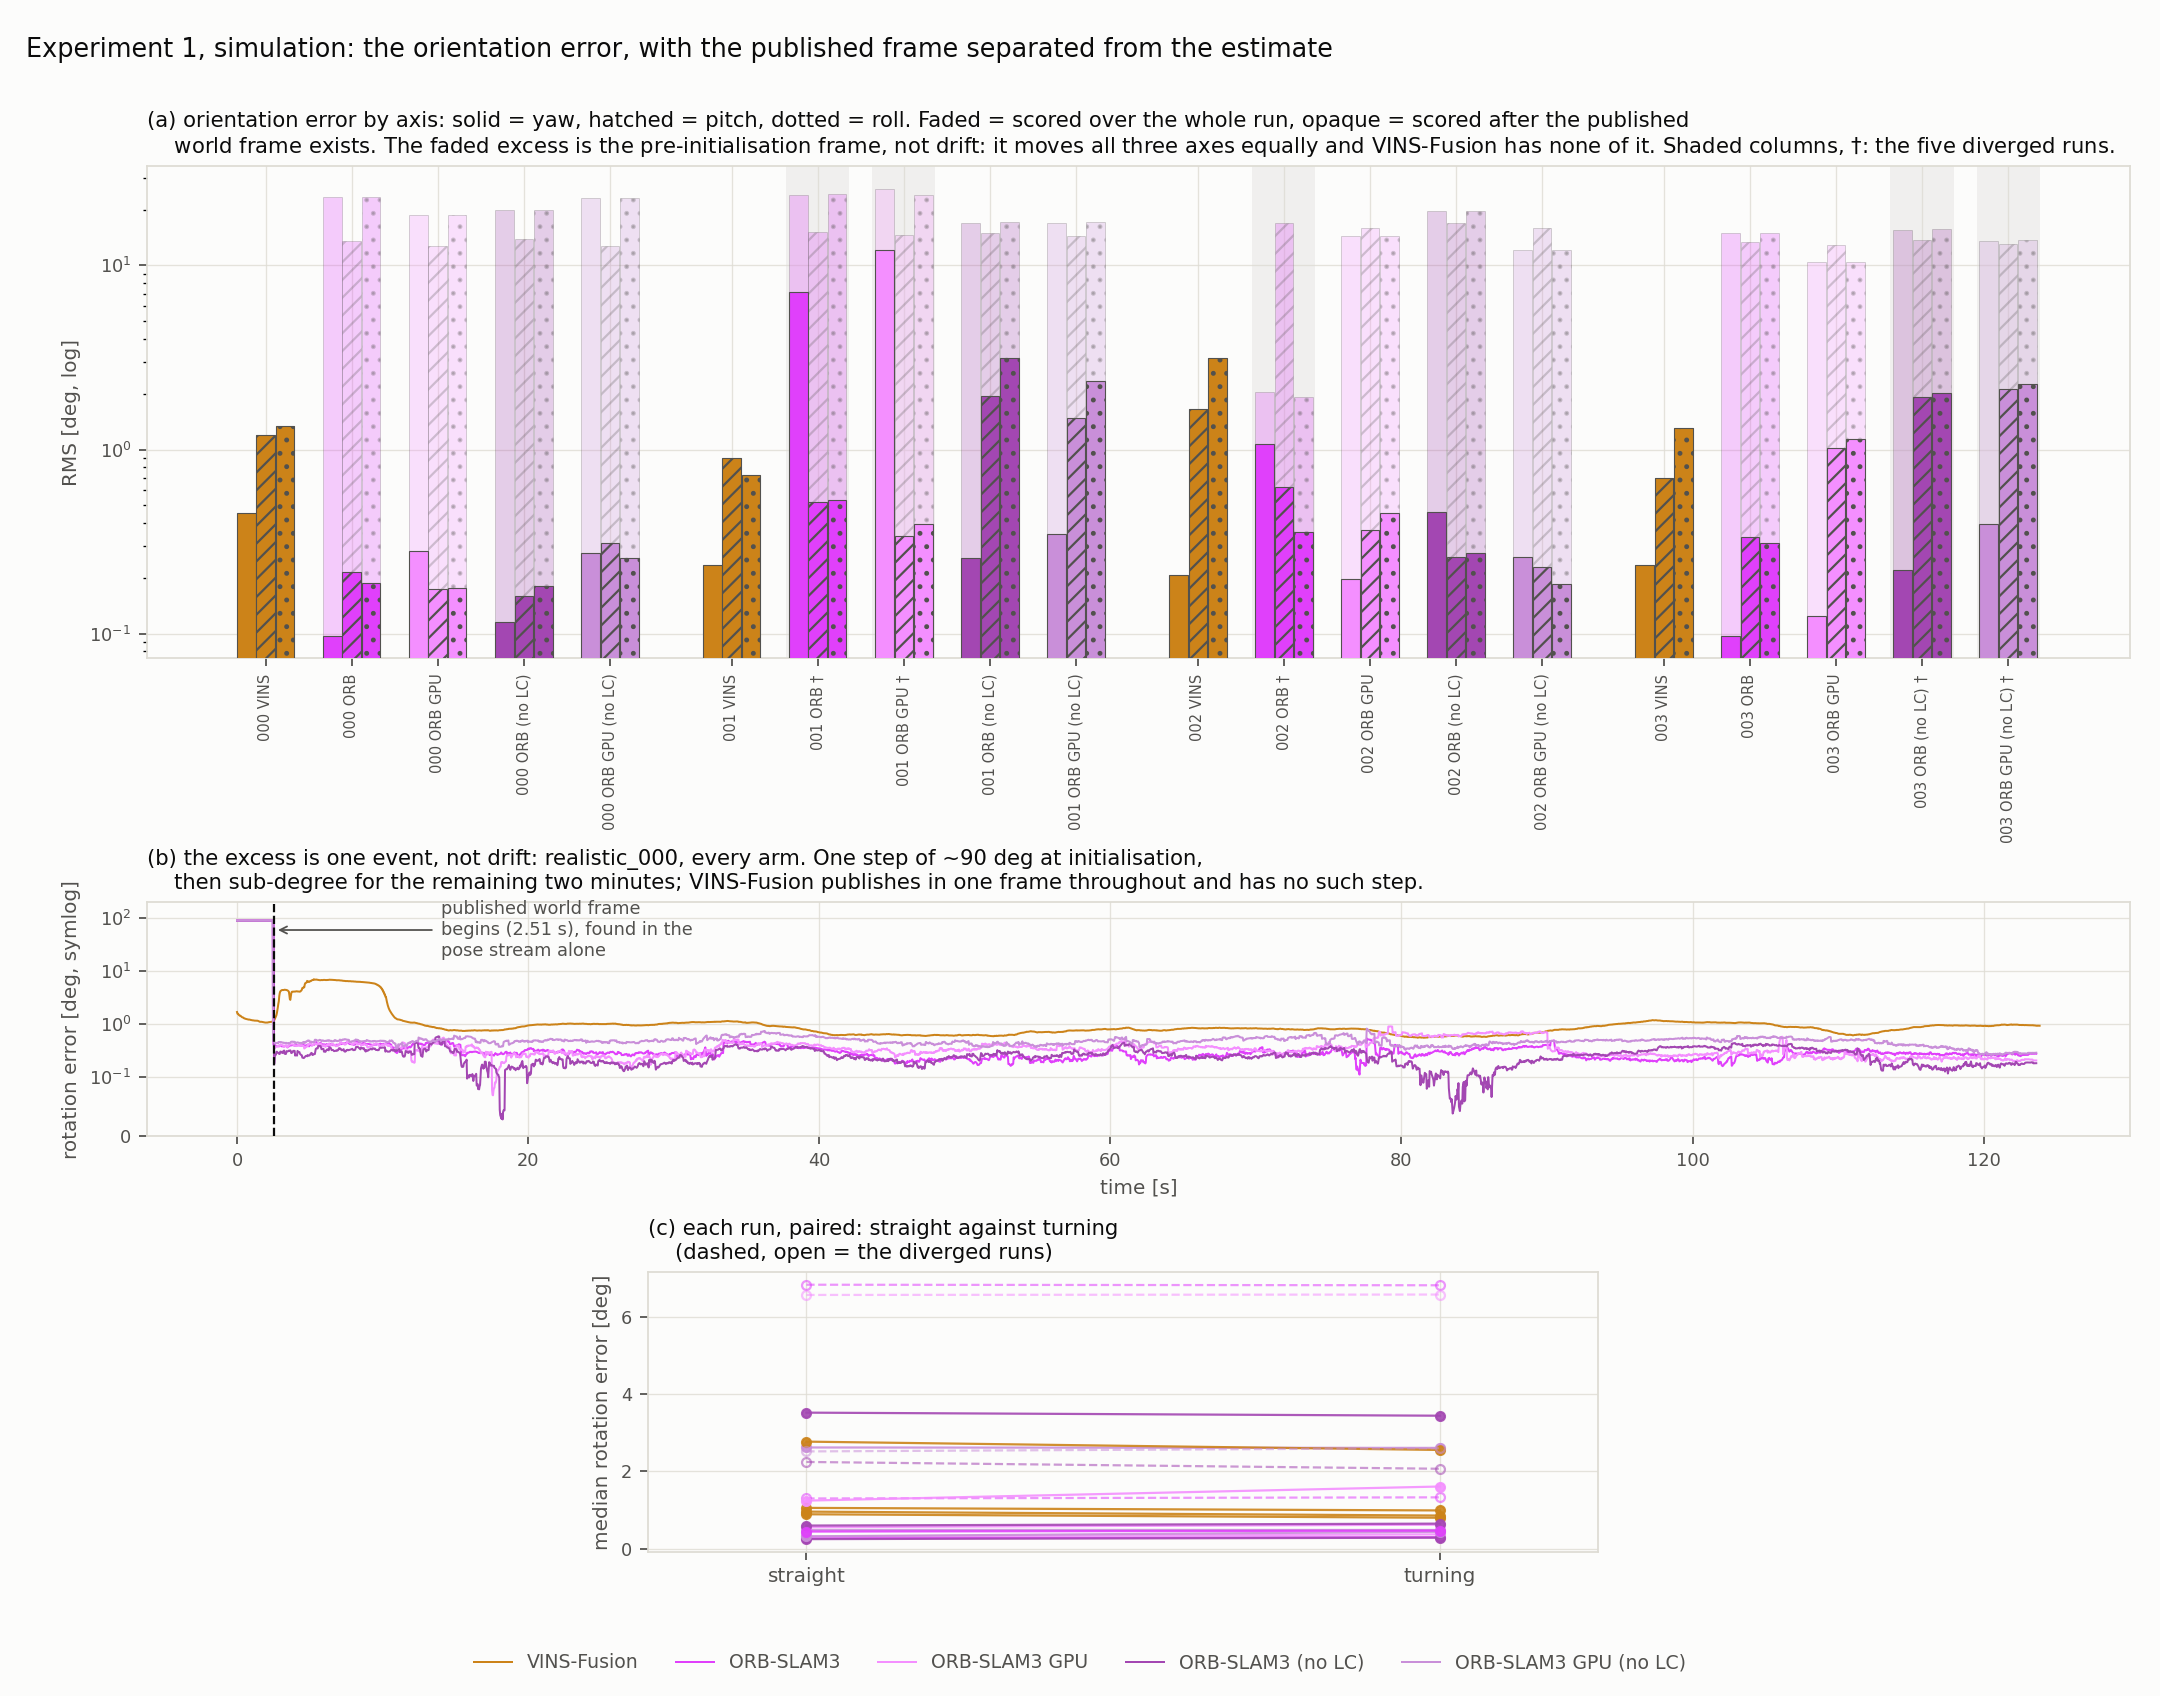 Experiment 1, simulation: the orientation error, with the published frame separated from the estimate
(a) orientation error by axis: solid = yaw, hatched = pitch, dotted = roll. Faded = scored over the whole run, opaque = scored after the published
world frame exists. The faded excess is the pre-initialisation frame, not drift: it moves all three axes equally and VINS-Fusion has none of it. Shaded columns, †: the five diverged runs.
RMS [deg, log]
10¹
10⁰
10⁻¹
000 VINS
000 ORB
000 ORB GPU
000 ORB (no LC)
000 ORB GPU (no LC)
001 VINS
001 ORB †
001 ORB GPU †
001 ORB (no LC)
001 ORB GPU (no LC)
002 VINS
002 ORB †
002 ORB GPU
002 ORB (no LC)
002 ORB GPU (no LC)
003 VINS
003 ORB
003 ORB GPU
003 ORB (no LC) †
003 ORB GPU (no LC) †
(b) the excess is one event, not drift: realistic_000, every arm. One step of ~90 deg at initialisation,
then sub-degree for the remaining two minutes; VINS-Fusion publishes in one frame throughout and has no such step.
rotation error [deg, symlog]
10²
10¹
10⁰
10⁻¹
0
published world frame
begins (2.51 s), found in the
pose stream alone
0 20 40 60 80 100 120
time [s]
(c) each run, paired: straight against turning
(dashed, open = the diverged runs)
median rotation error [deg]
6
4
2
0
straight turning
VINS-Fusion ORB-SLAM3 ORB-SLAM3 GPU ORB-SLAM3 (no LC) ORB-SLAM3 GPU (no LC)